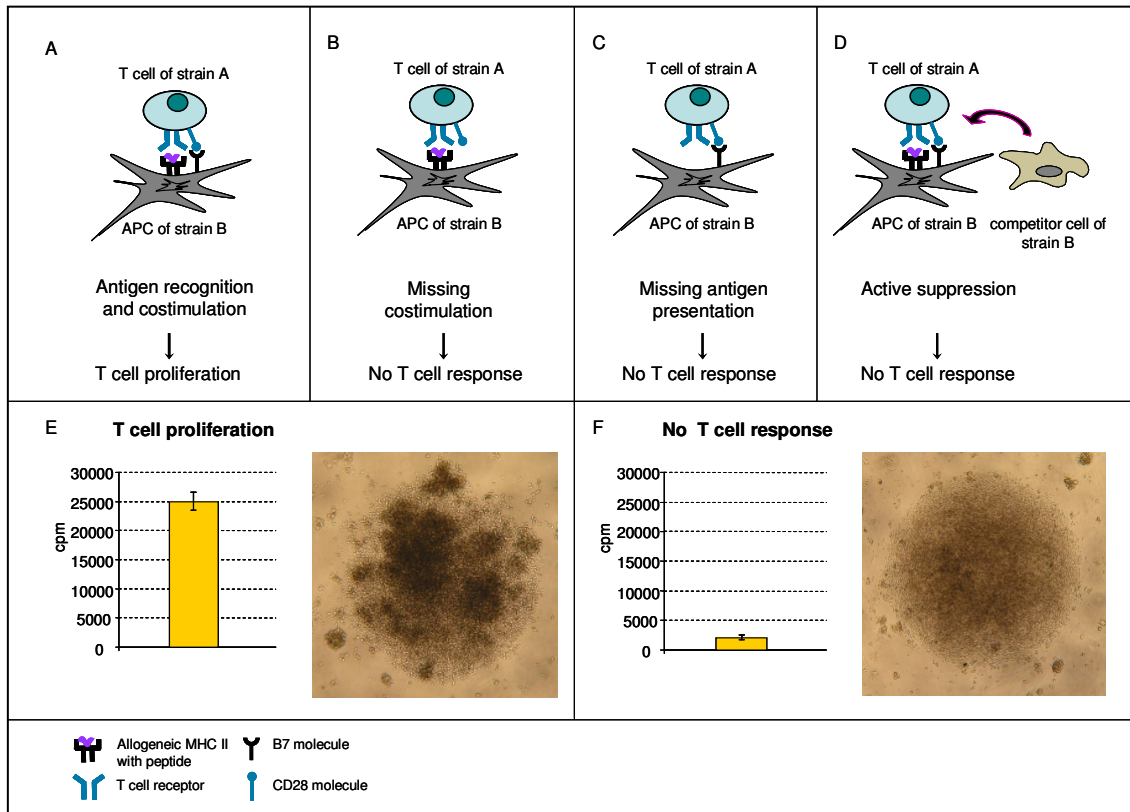 A
T cell of strain A
APC of strain B
Antigen recognition
and costimulation
T cell proliferation
B
T cell of strain A
APC of strain B
Missing
costimulation
No T cell response
C
T cell of strain A
APC of strain B
Missing antigen
presentation
No T cell response
D
T cell of strain A
APC of strain B
competitor cell of
strain B
Active suppression
No T cell response
E
T cell proliferation
30000
25000
20000
15000
10000
5000
0
cpm
F
No T cell response
30000
25000
20000
15000
10000
5000
0
cpm
Allogeneic MHC II
with peptide
B7 molecule
T cell receptor
CD28 molecule